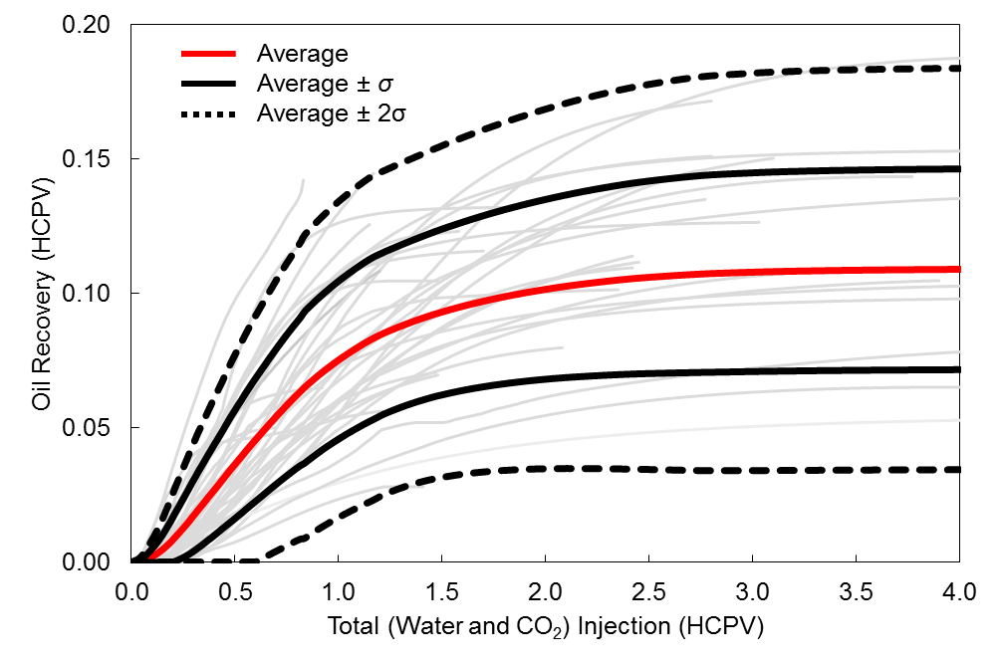 0.20
Average
Average ± σ
Average ± 2σ
0.15
0.10
0.05
0.00
Oil Recovery (HCPV)
0.0 0.5 1.0 1.5 2.0 2.5 3.0 3.5 4.0
Total (Water and CO₂) Injection (HCPV)